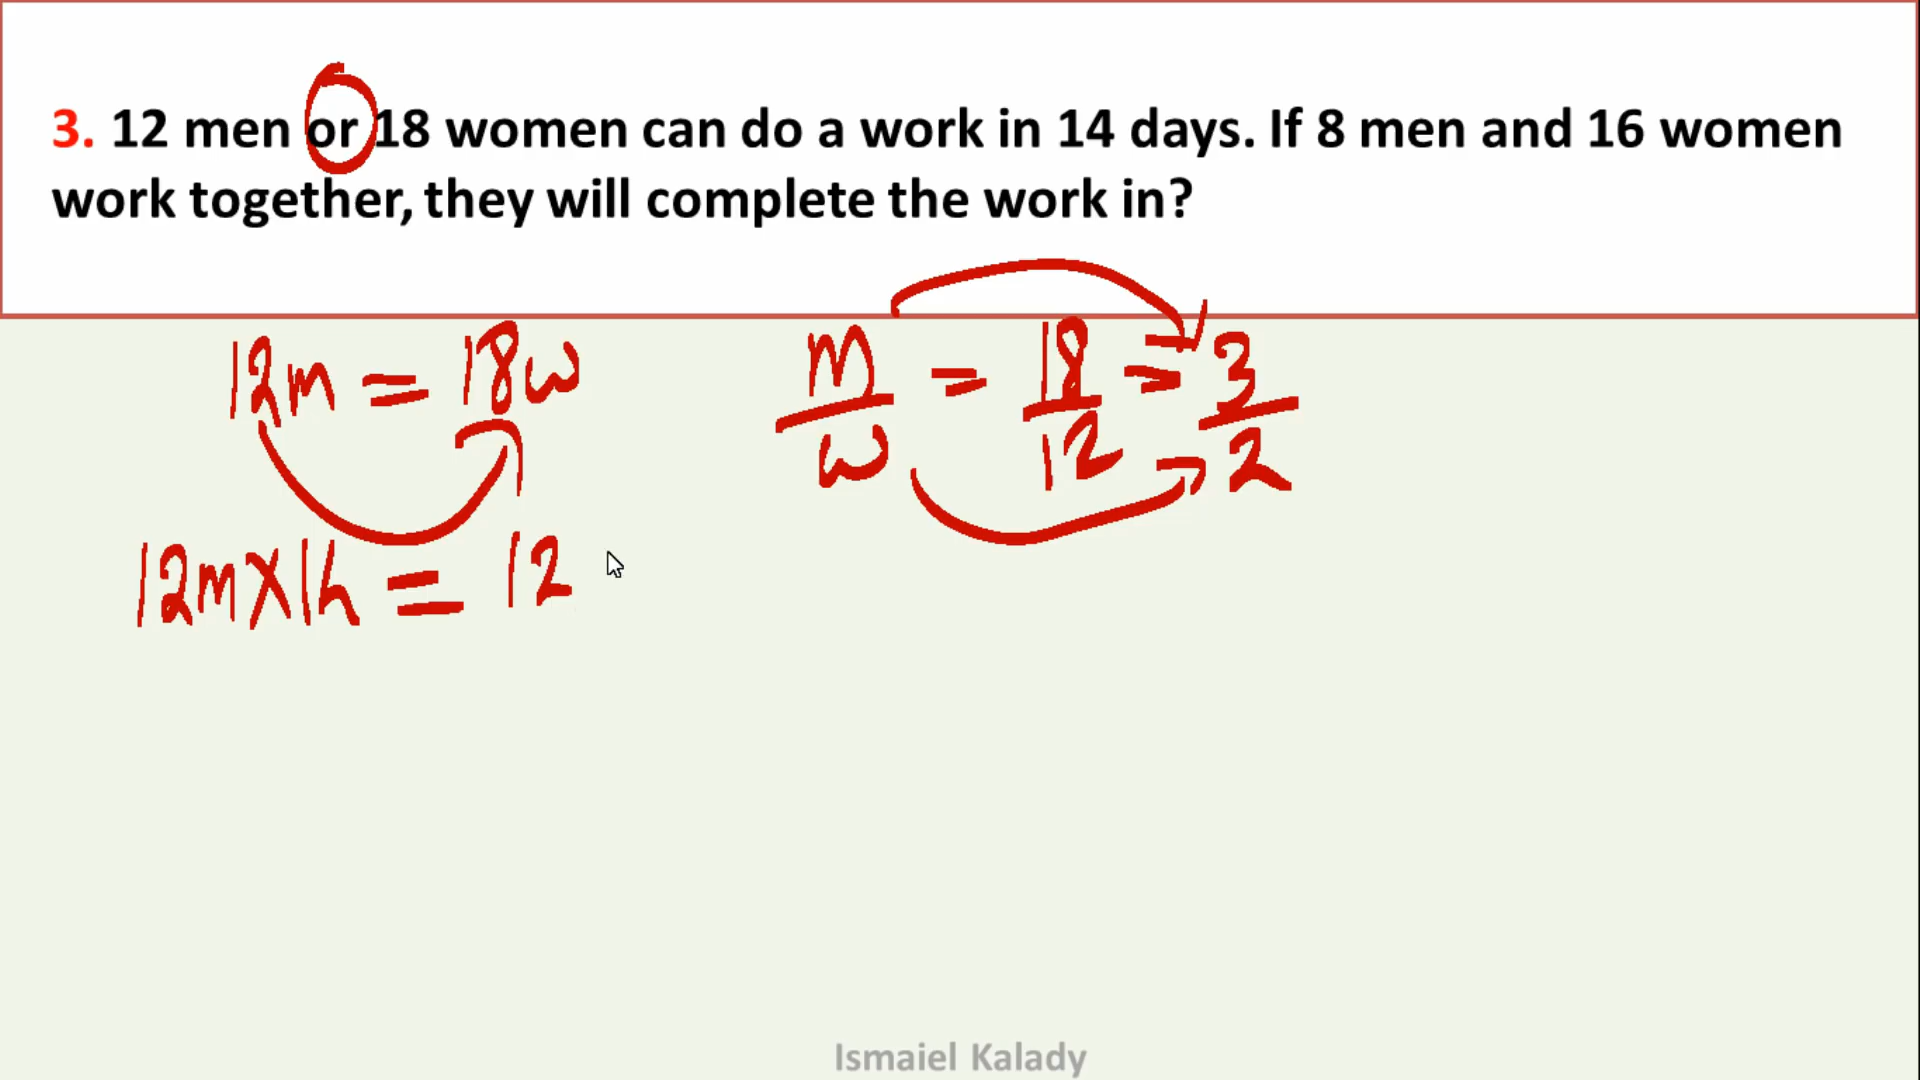 3. 12 men or 18 women can do a work in 14 days. If 8 men and 16 women
work together, they will complete the work in?
12m = 18w
m/w = 18/12 = 3/2
12m×14 = 12
Ismaiel Kalady